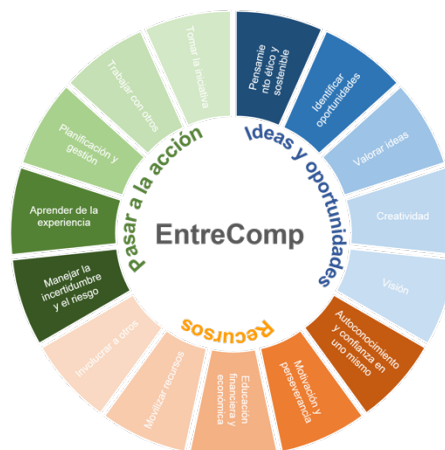 Pensamie
nto ético y
sostenible
Identificar
oportunidades
Valorar ideas
Creatividad
Visión
Autoconocimiento
y confianza en
uno mismo
Motivación y
perseverancia
Educación
financiera y
económica
Movilizar recursos
Involucrar a otros
Manejar la
incertidumbre
y el riesgo
Aprender de la
experiencia
Planificación y
gestión
Trabajar con otros
Tomar la iniciativa
Ideas y oportunidades
Recursos
Pasar a la acción
EntreComp